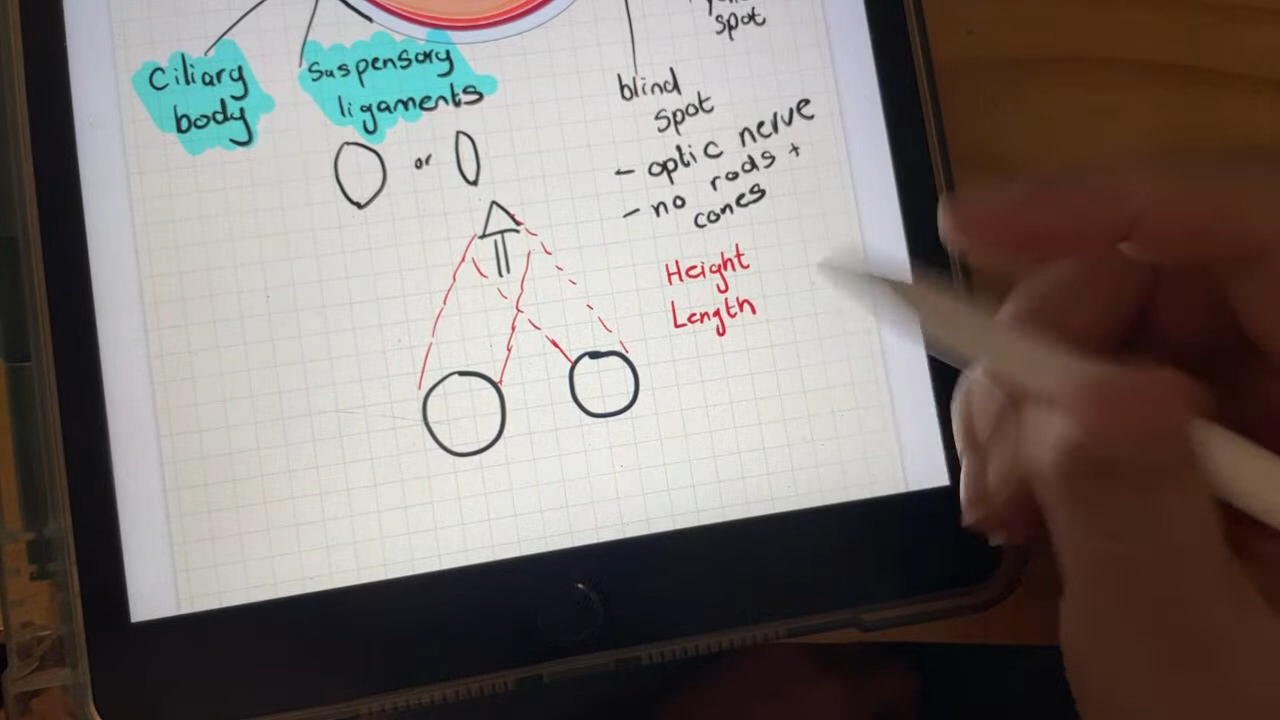 Ciliary
body
Suspensory
ligaments
or
spot
blind
spot
- optic nerve
- no rods +
cones
Height
Length